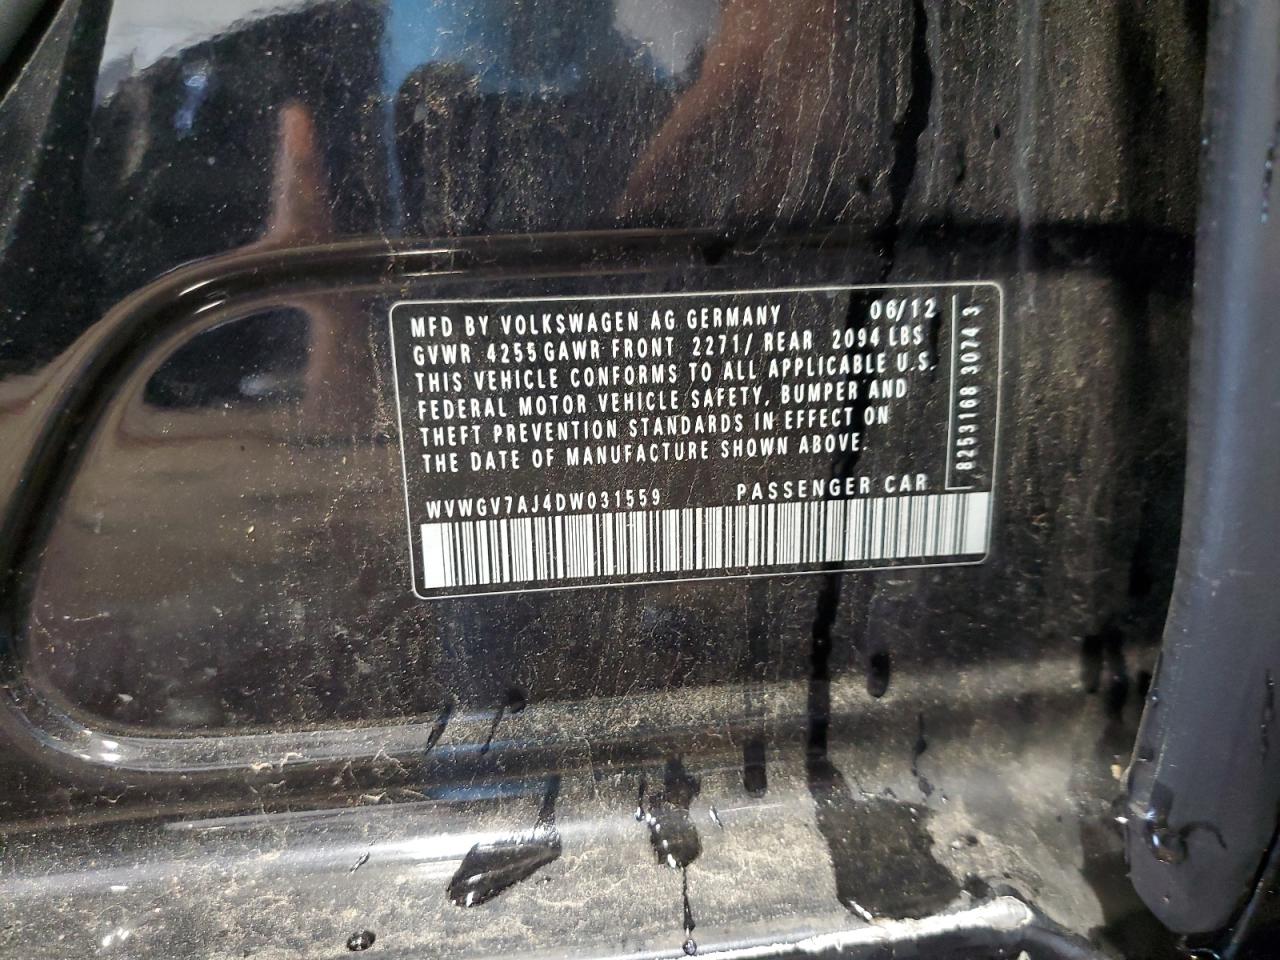 MFD BY VOLKSWAGEN AG GERMANY 06/12
GVWR 4255 GAWR FRONT 2271/ REAR 2094 LBS
THIS VEHICLE CONFORMS TO ALL APPLICABLE U.S.
FEDERAL MOTOR VEHICLE SAFETY, BUMPER AND
THEFT PREVENTION STANDARDS IN EFFECT ON
THE DATE OF MANUFACTURE SHOWN ABOVE.
WVWGV7AJ4DW031559 PASSENGER CAR
8253168 3074 3